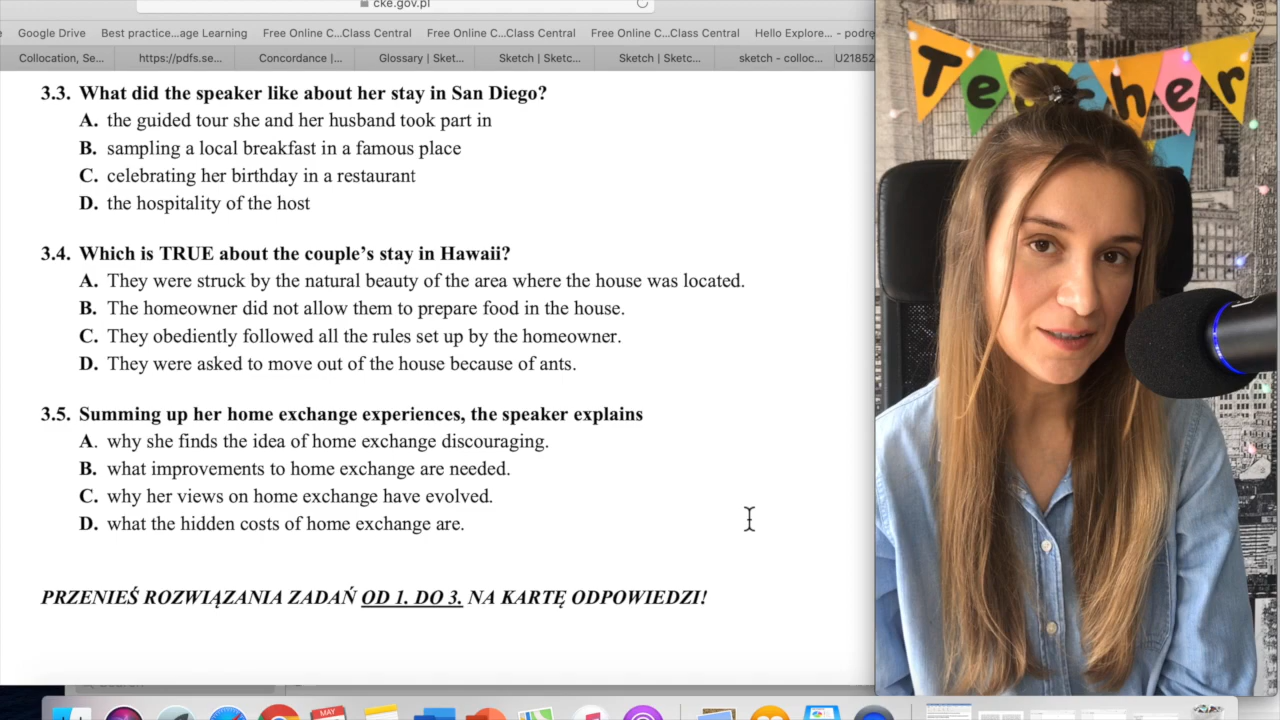 cke.gov.pl
Google Drive Best practice...age Learning Free Online C...Class Central Free Online C...Class Central Free Online C...Class Central Hello Explore... - podrę
Collocation, Se... https://pdfs.se... Concordance |... Glossary | Sket... Sketch | Sketc... Sketch | Sketc... sketch - colloc... U21852
Teacher
3.3. What did the speaker like about her stay in San Diego?
A. the guided tour she and her husband took part in
B. sampling a local breakfast in a famous place
C. celebrating her birthday in a restaurant
D. the hospitality of the host
3.4. Which is TRUE about the couple's stay in Hawaii?
A. They were struck by the natural beauty of the area where the house was located.
B. The homeowner did not allow them to prepare food in the house.
C. They obediently followed all the rules set up by the homeowner.
D. They were asked to move out of the house because of ants.
3.5. Summing up her home exchange experiences, the speaker explains
A. why she finds the idea of home exchange discouraging.
B. what improvements to home exchange are needed.
C. why her views on home exchange have evolved.
D. what the hidden costs of home exchange are.
PRZENIEŚ ROZWIĄZANIA ZADAŃ OD 1. DO 3. NA KARTĘ ODPOWIEDZI!
MAY